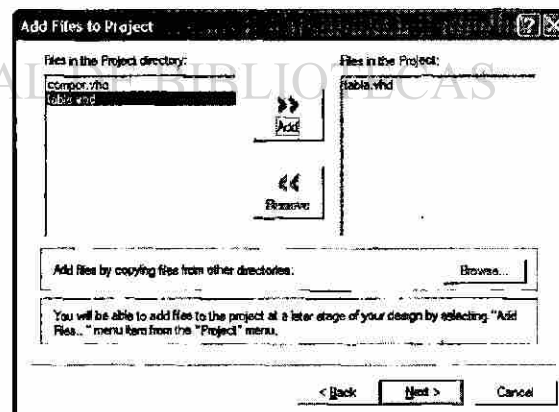 Add Files to Project
Files in the Project directory:
Files in the Project:
AL DE BIBLIOTECAS
compor.vhd
tabla.vhd
tabla.vhd
>>
Add
<<
Remove
Add files by copying files from other directories:
Browse...
You will be able to add files to the project at a later stage of your design by selecting "Add
Files..." menu item from the "Project" menu.
< Back
Next >
Cancel